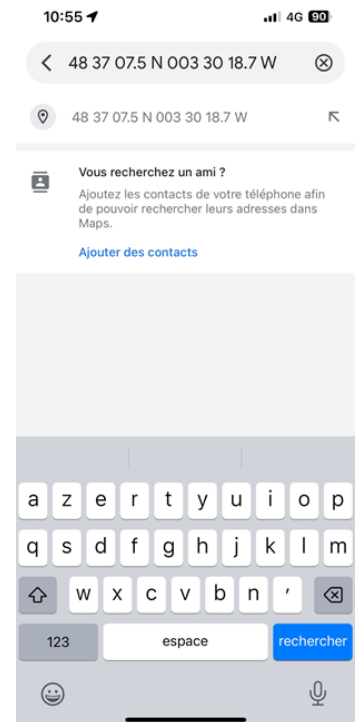 10:55
4G 90
48 37 07.5 N 003 30 18.7 W
48 37 07.5 N 003 30 18.7 W
Vous recherchez un ami ?
Ajoutez les contacts de votre téléphone afin
de pouvoir rechercher leurs adresses dans
Maps.
Ajouter des contacts
a z e r t y u i o p
q s d f g h j k l m
w x c v b n ′
123 espace rechercher